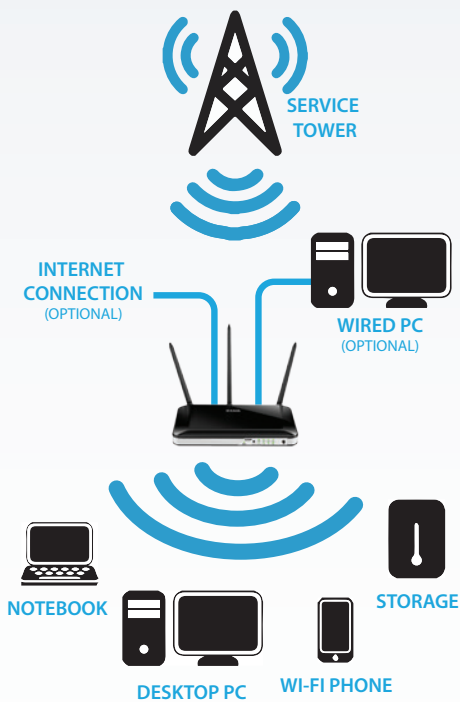 SERVICE
TOWER
INTERNET
CONNECTION
(OPTIONAL)
WIRED PC
(OPTIONAL)
NOTEBOOK
STORAGE
DESKTOP PC
WI-FI PHONE